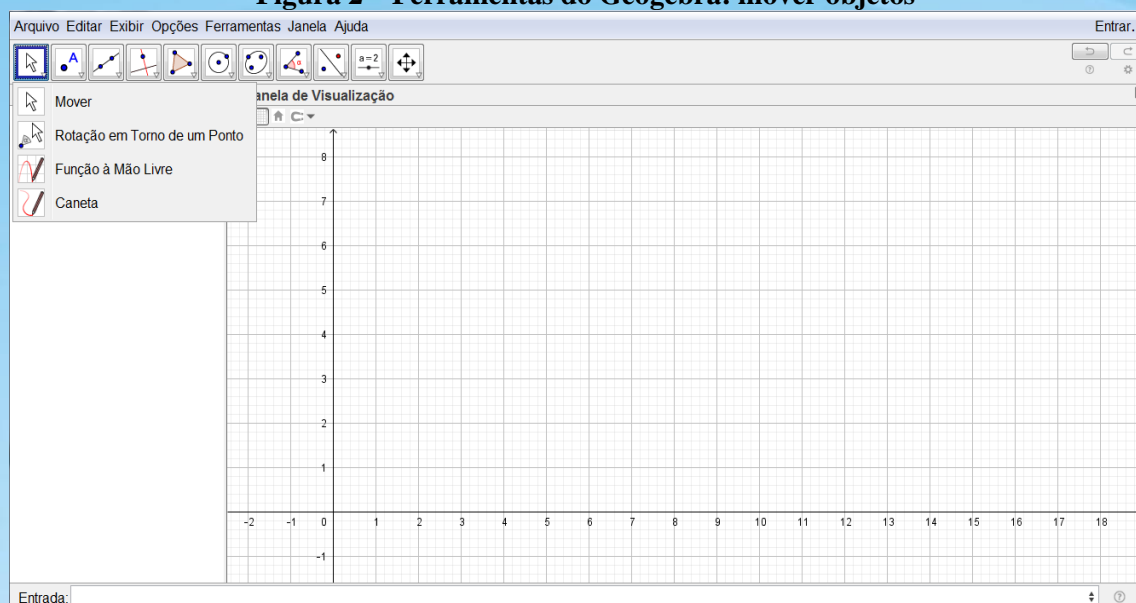 Figura 2 – Ferramentas do Geogebra: mover objetos
Arquivo Editar Exibir Opções Ferramentas Janela Ajuda Entrar.
A
a=2
Mover
anela de Visualização
Rotação em Torno de um Ponto
Função à Mão Livre
Caneta
8
7
6
5
4
3
2
1
-2 -1 0 1 2 3 4 5 6 7 8 9 10 11 12 13 14 15 16 17 18
-1
Entrada: